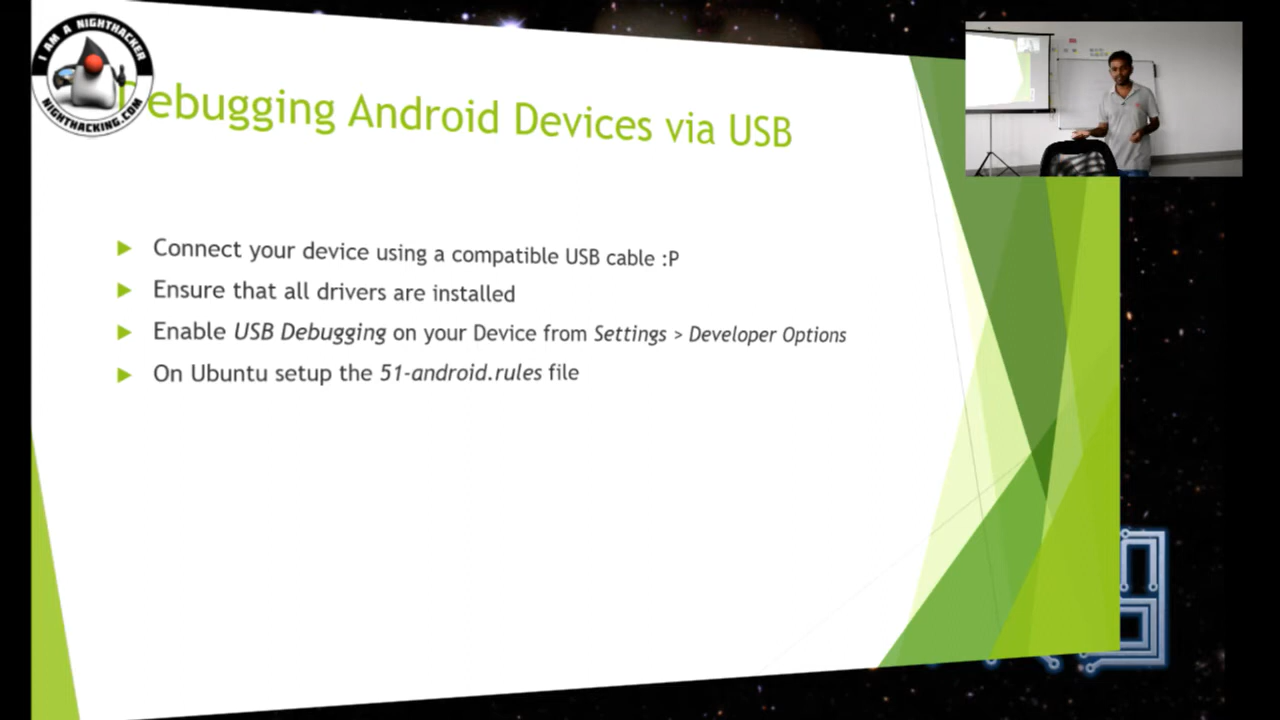 I AM A NIGHTHACKER
NIGHTHACKING.COM
Debugging Android Devices via USB
Connect your device using a compatible USB cable :P
Ensure that all drivers are installed
Enable USB Debugging on your Device from Settings > Developer Options
On Ubuntu setup the 51-android.rules file